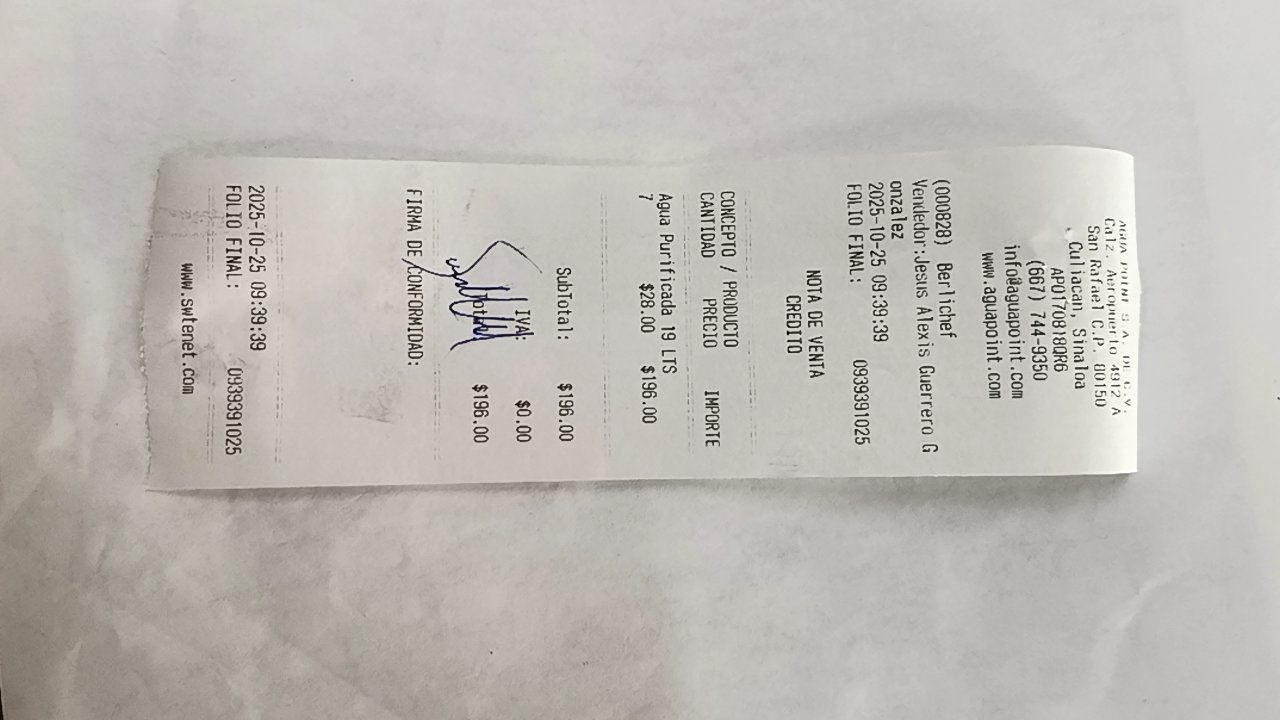 AGUA POINT S.A. DE C.V.
Calz. Aeropuerto 4912 A
San Rafael C.P. 80150
Culiacan, Sinaloa
APO170818QR6
(667) 744-9350
info@aguapoint.com
www.aguapoint.com
(000828) Berlichef
Vendedor:Jesus Alexis Guerrero G
onzalez
2025-10-25 09:39:39
FOLIO FINAL: 0939391025
NOTA DE VENTA
CREDITO
CONCEPTO / PRODUCTO
CANTIDAD PRECIO IMPORTE
Agua Purificada 19 LTS
7 $28.00 $196.00
SubTotal: $196.00
IVA: $0.00
Total: $196.00
FIRMA DE CONFORMIDAD:
2025-10-25 09:39:39
FOLIO FINAL: 0939391025
www.swtenet.com